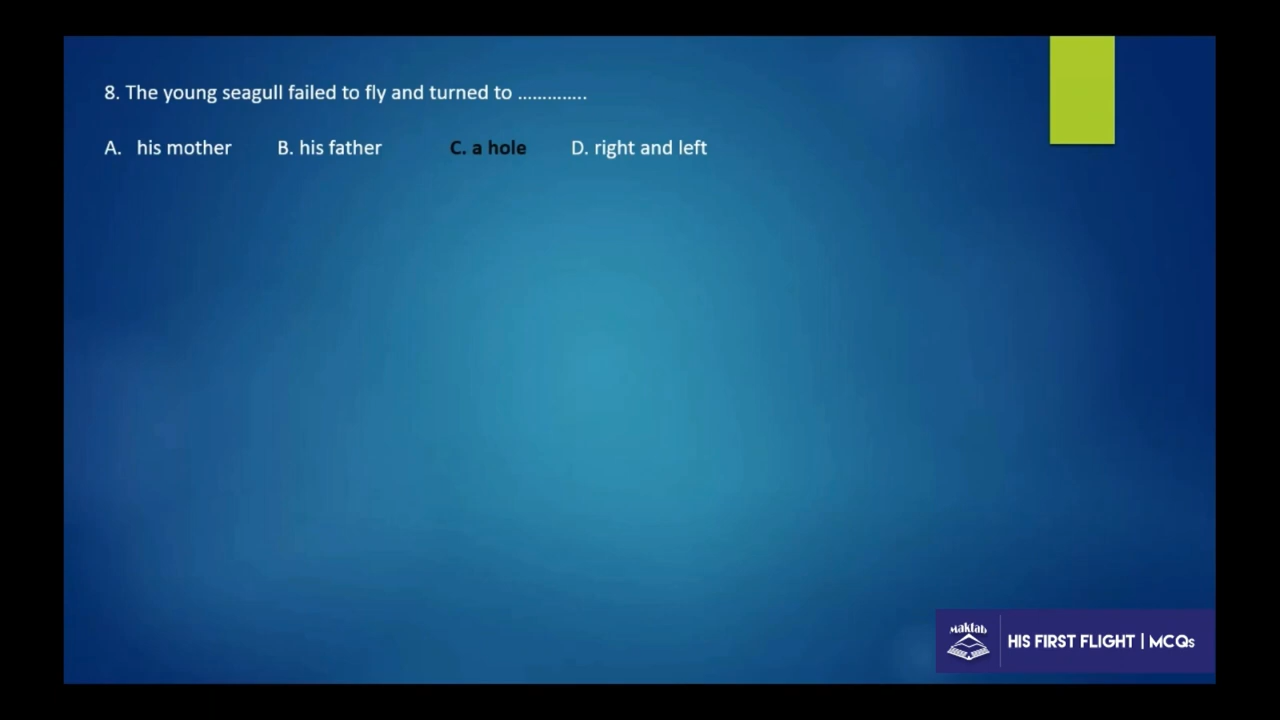 8. The young seagull failed to fly and turned to …………..
A. his mother B. his father C. a hole D. right and left
Maktab
HIS FIRST FLIGHT | MCQs